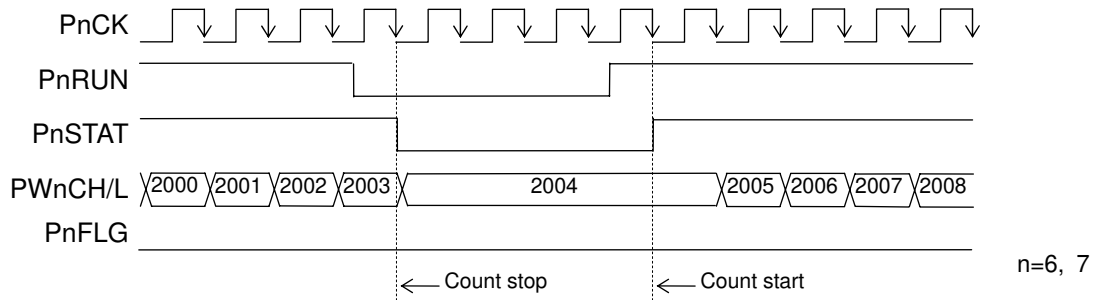 PnCK
PnRUN
PnSTAT
PWnCH/L 2000 2001 2002 2003 2004 2005 2006 2007 2008
PnFLG
n=6, 7
Count stop Count start